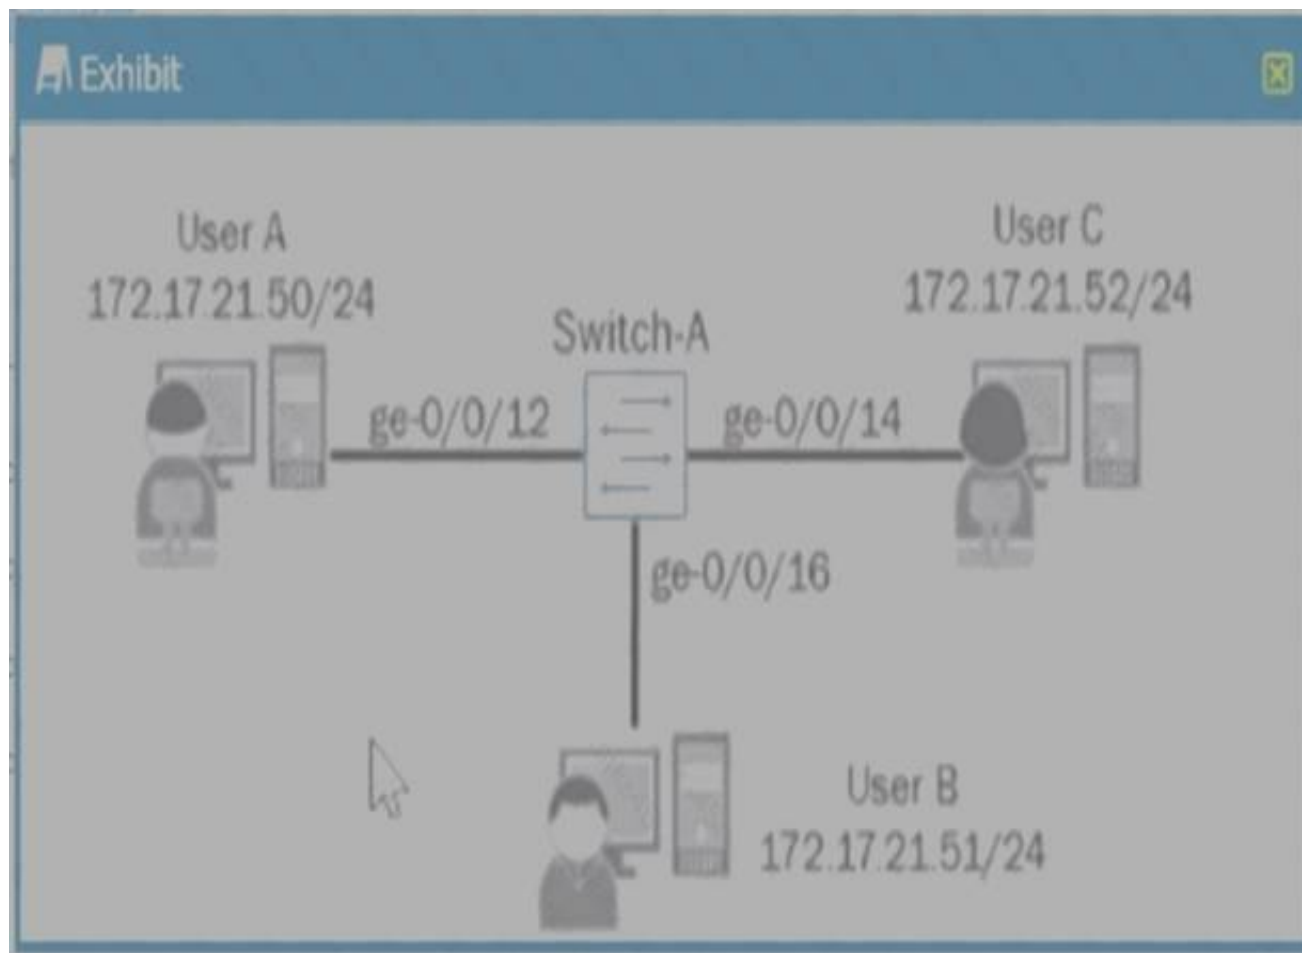 Exhibit
User A
172.17.21.50/24
User C
172.17.21.52/24
Switch-A
ge-0/0/12
ge-0/0/14
ge-0/0/16
User B
172.17.21.51/24